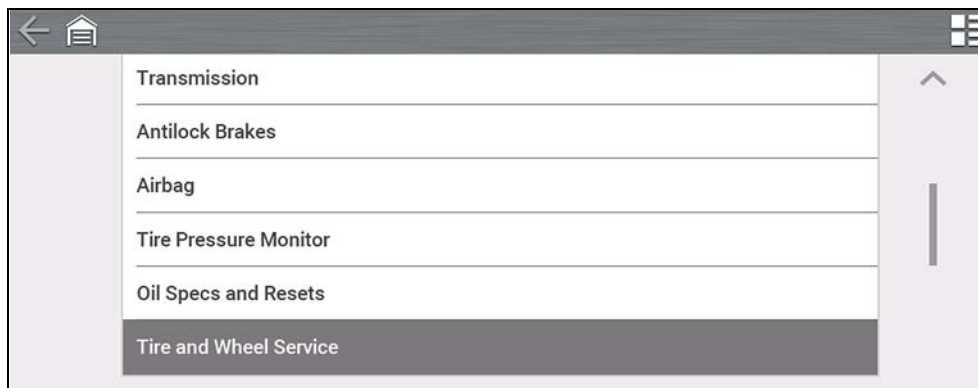 Transmission
Antilock Brakes
Airbag
Tire Pressure Monitor
Oil Specs and Resets
Tire and Wheel Service